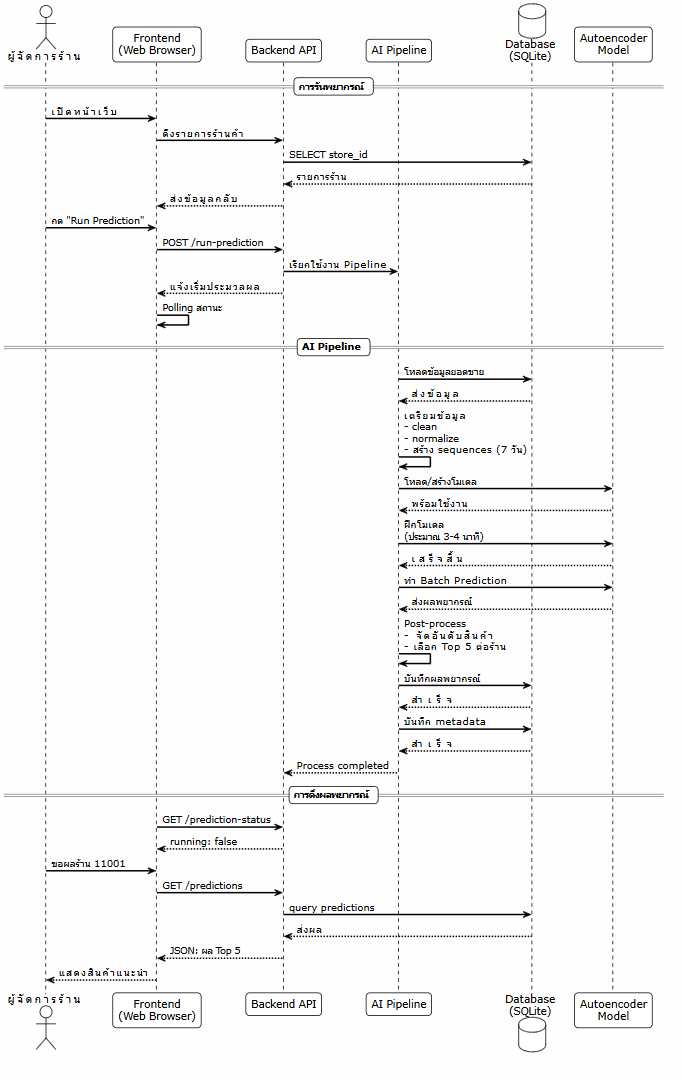 ผู้จัดการร้าน
Frontend
(Web Browser)
Backend API
AI Pipeline
Database
(SQLite)
Autoencoder
Model
การรันพยากรณ์
เปิดหน้าเว็บ
ดึงรายการร้านค้า
SELECT store_id
รายการร้าน
ส่งข้อมูลกลับ
กด "Run Prediction"
POST /run-prediction
เรียกใช้งาน Pipeline
แจ้งเริ่มประมวลผล
Polling สถานะ
AI Pipeline
โหลดข้อมูลยอดขาย
ส่งข้อมูล
เตรียมข้อมูล
- clean
- normalize
- สร้าง sequences (7 วัน)
โหลด/สร้างโมเดล
พร้อมใช้งาน
ฝึกโมเดล
(ประมาณ 3-4 นาที)
เสร็จสิ้น
ทำ Batch Prediction
ส่งผลพยากรณ์
Post-process
- จัดอันดับสินค้า
- เลือก Top 5 ต่อร้าน
บันทึกผลพยากรณ์
สำเร็จ
บันทึก metadata
สำเร็จ
Process completed
การดึงผลพยากรณ์
GET /prediction-status
running: false
ขอผลร้าน 11001
GET /predictions
query predictions
ส่งผล
JSON: ผล Top 5
แสดงสินค้าแนะนำ
ผู้จัดการร้าน
Frontend
(Web Browser)
Backend API
AI Pipeline
Database
(SQLite)
Autoencoder
Model